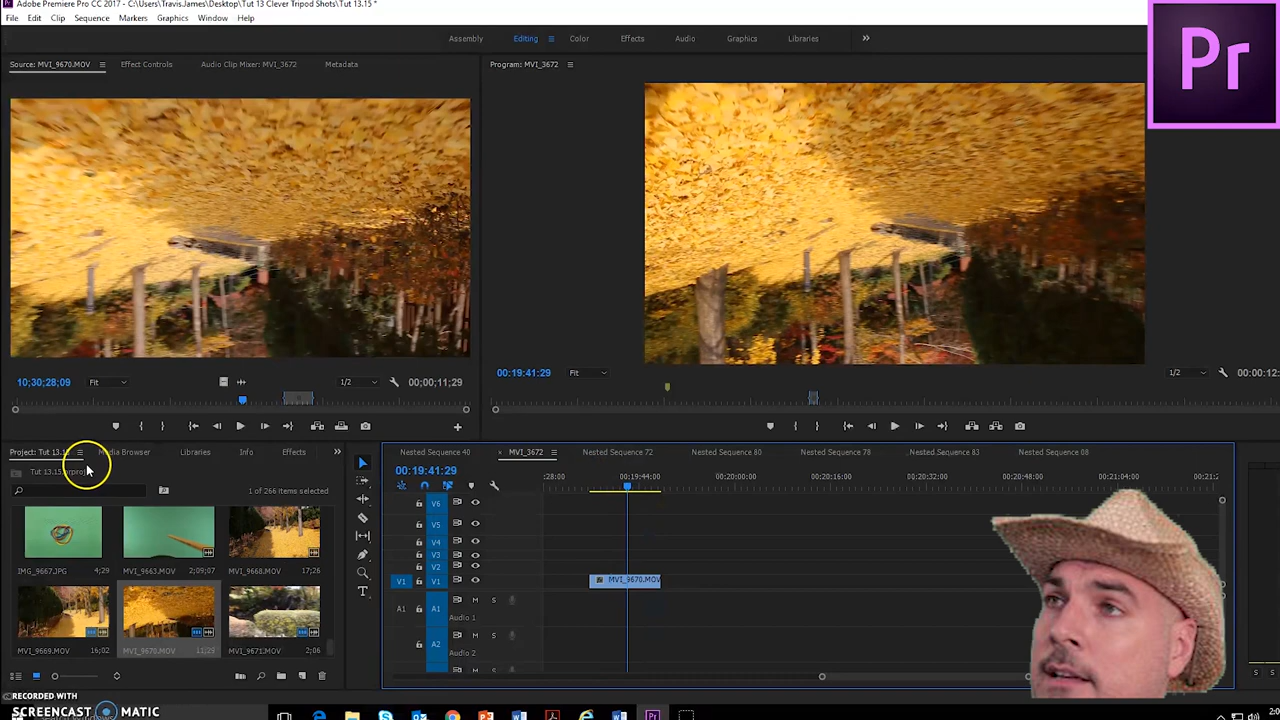 Adobe Premiere Pro CC 2017 - C:\Users\TravisJames\Desktop\Tut 13 Clever Tripod Shots\Tut 13.15 *
File Edit Clip Sequence Markers Graphics Window Help
Assembly Editing Color Effects Audio Graphics Libraries
Pr
Source: MVI_9670.MOV Effect Controls Audio Clip Mixer: MVI_3672 Metadata
Program: MVI_3672
10;30;28;09 Fit 1/2 00;00;11;29
00:19:41:29 Fit 1/2 00:00:12:
Project: Tut 13.15 Media Browser Libraries Info Effects
Nested Sequence 40 × MVI_3672 Nested Sequence 72 Nested Sequence 80 Nested Sequence 78 Nested Sequence 83 Nested Sequence 08
Tut 13.15.prproj
00:19:41:29
:28:00 00:19:44:00 00:20:00:00 00:20:16:00 00:20:32:00 00:20:48:00 00:21:04:00 00:21:2
1 of 266 items selected
V6
V5
V4
V3
V2
V1 V1 MVI_9670.MOV
A1 A1 M S
Audio 1
A2 M S
Audio 2
IMG_9667.JPG 4;29 MVI_9663.MOV 2;09;07 MVI_9668.MOV 17;26
MVI_9669.MOV 16;02 MVI_9670.MOV 11;29 MVI_9671.MOV 2;06
T
S S
RECORDED WITH
SCREENCAST MATIC
2:0